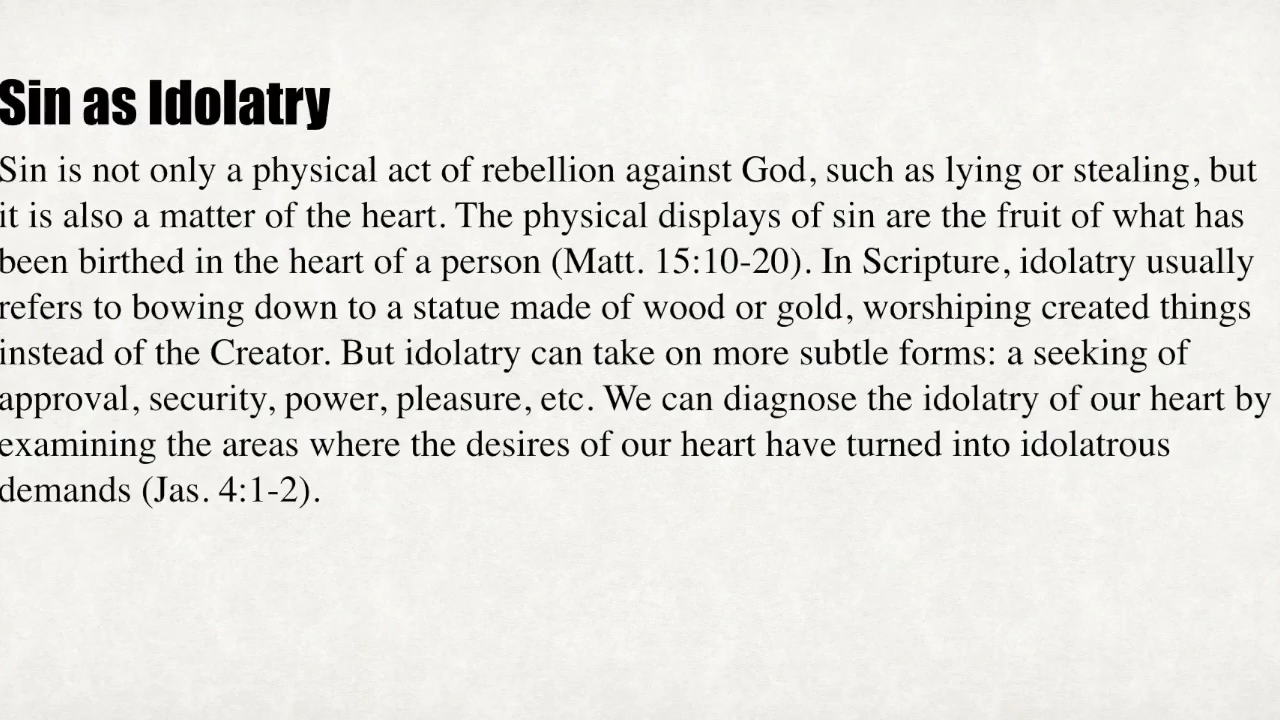 Sin as Idolatry
Sin is not only a physical act of rebellion against God, such as lying or stealing, but
it is also a matter of the heart. The physical displays of sin are the fruit of what has
been birthed in the heart of a person (Matt. 15:10-20). In Scripture, idolatry usually
refers to bowing down to a statue made of wood or gold, worshiping created things
instead of the Creator. But idolatry can take on more subtle forms: a seeking of
approval, security, power, pleasure, etc. We can diagnose the idolatry of our heart by
examining the areas where the desires of our heart have turned into idolatrous
demands (Jas. 4:1-2).